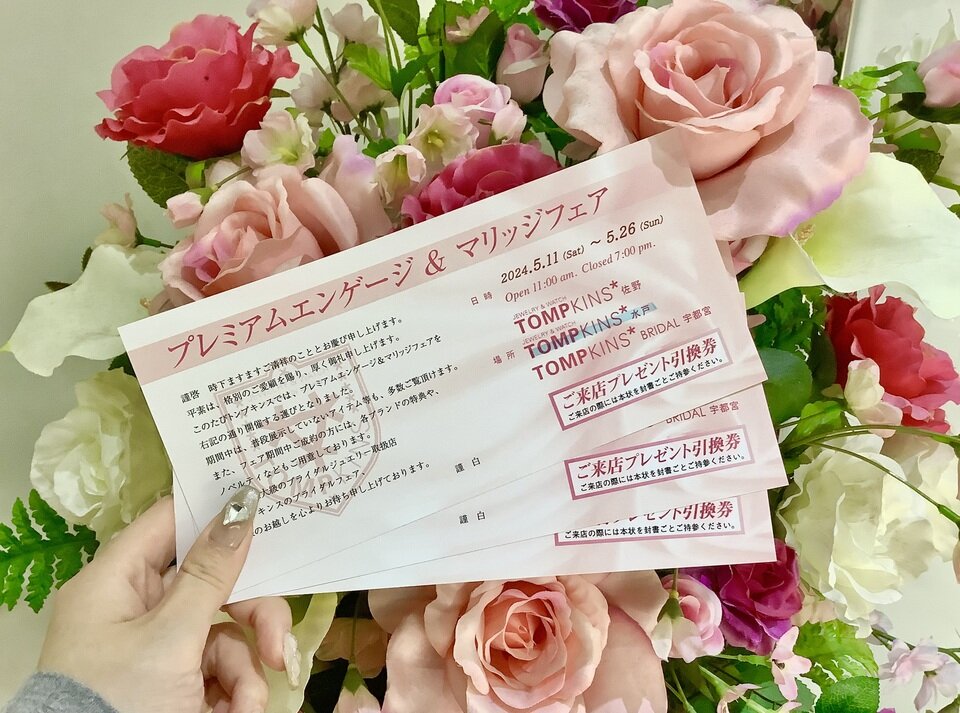 プレミアムエンゲージ & マリッジフェア
謹啓 時下ますますご清祥のこととお慶び申し上げます。
平素は、格別のご愛顧を賜り、厚く御礼申し上げます。
このたびトンプキンスでは、プレミアムエンゲージ&マリッジフェアを
右記の通り開催する運びとなりました。
期間中は、普段展示していないアイテム等も、多数ご覧頂けます。
また、フェア期間中ご成約の方には、各ブランドの特典や、
ノベルティなどもご用意しております。
大級のブライダルジュエリー取扱店
キンスのブライダルフェア。
のお越しを心よりお待ち申し上げております。
謹白
日時 2024.5.11 (Sat) ～ 5.26 (Sun)
Open 11:00 am. Closed 7:00 pm.
場所
JEWELRY & WATCH
TOMPKINS* 佐野
JEWELRY & WATCH
TOMPKINS* 水戸
TOMPKINS* BRIDAL 宇都宮
ご来店プレゼント引換券
ご来店の際には本状を封書ごとご持参ください。
BRIDAL 宇都宮
ご来店プレゼント引換券
ご来店の際には本状を封書ごとご持参ください。
謹白
プレゼント引換券
ご来店の際には本状を封書ごとご持参ください。